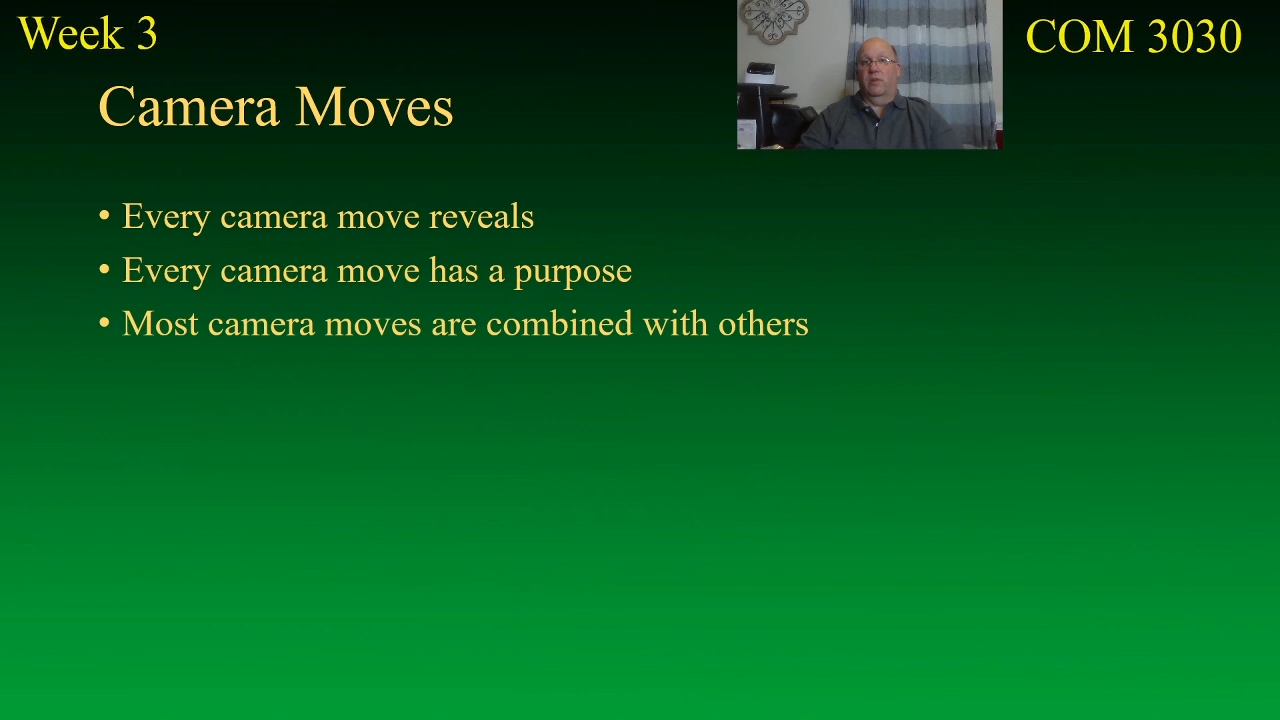 Week 3
COM 3030
Camera Moves
• Every camera move reveals
• Every camera move has a purpose
• Most camera moves are combined with others